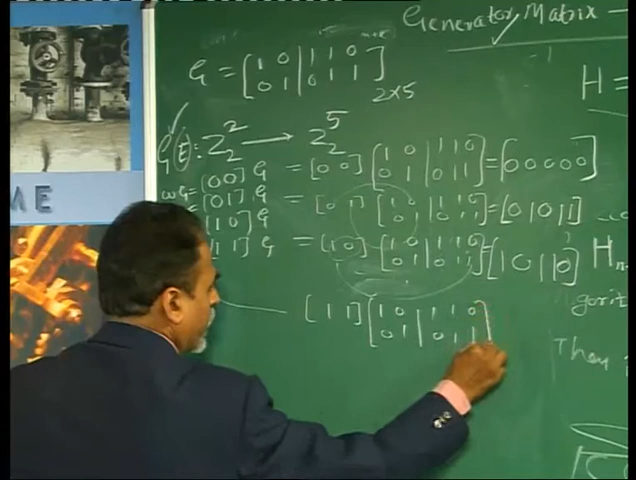 Generator Matrix —
G = [1 0 | 1 1 0
0 1 | 0 1 1] 2×5
H =
G(E): Z₂² → Z₂⁵
wG = [0 0] G = [0 0] [1 0 | 1 1 0
0 1 | 0 1 1] = [0 0 0 0 0]
[0 1] G = [0 1] [1 0 | 1 1 0
0 1 | 0 1 1] = [0 1 0 1 1]
[1 0] G = [1 0] [1 0 | 1 1 0
0 1 | 0 1 1] = [1 0 1 1 0]
[1 1] G
[1 1] [1 0 | 1 1 0
0 1 | 0 1 1]
gorit
Then
ME